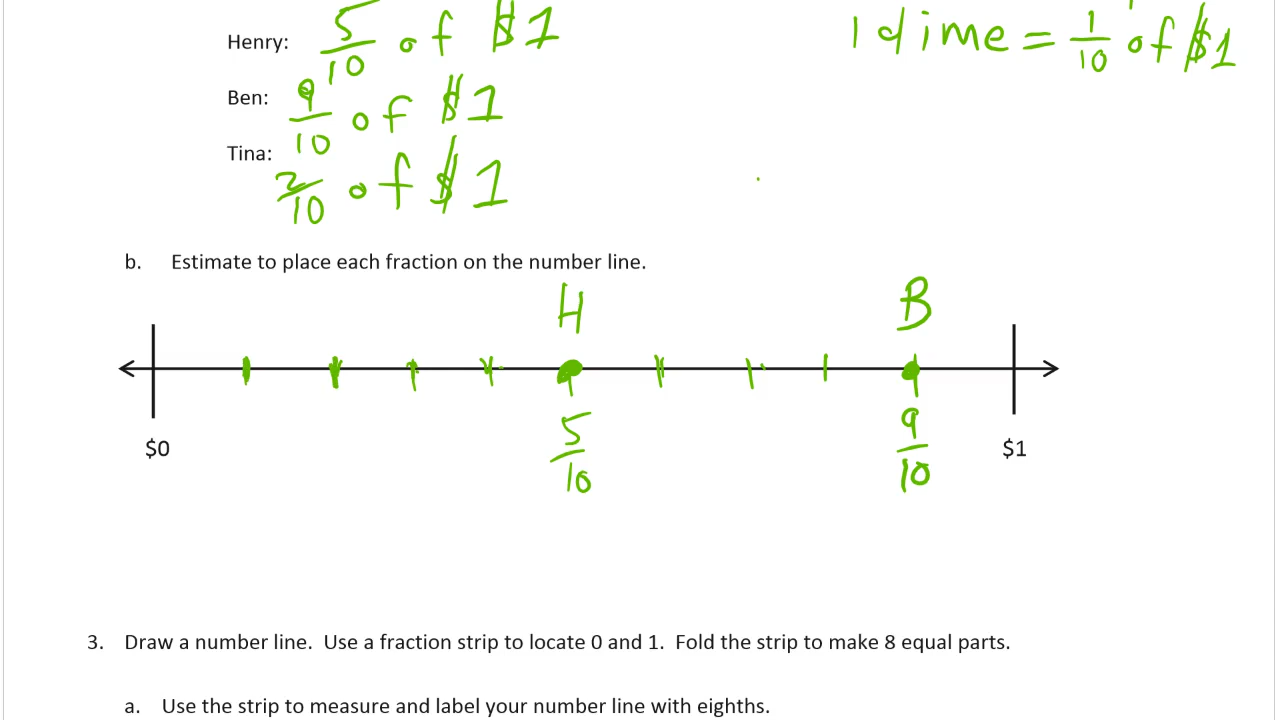 Henry: 5/10 of $1
1 dime = 1/10 of $1
Ben: 9/10 of $1
Tina: 2/10 of $1
b. Estimate to place each fraction on the number line.
H B
$0 5/10 9/10 $1
3. Draw a number line. Use a fraction strip to locate 0 and 1. Fold the strip to make 8 equal parts.
a. Use the strip to measure and label your number line with eighths.